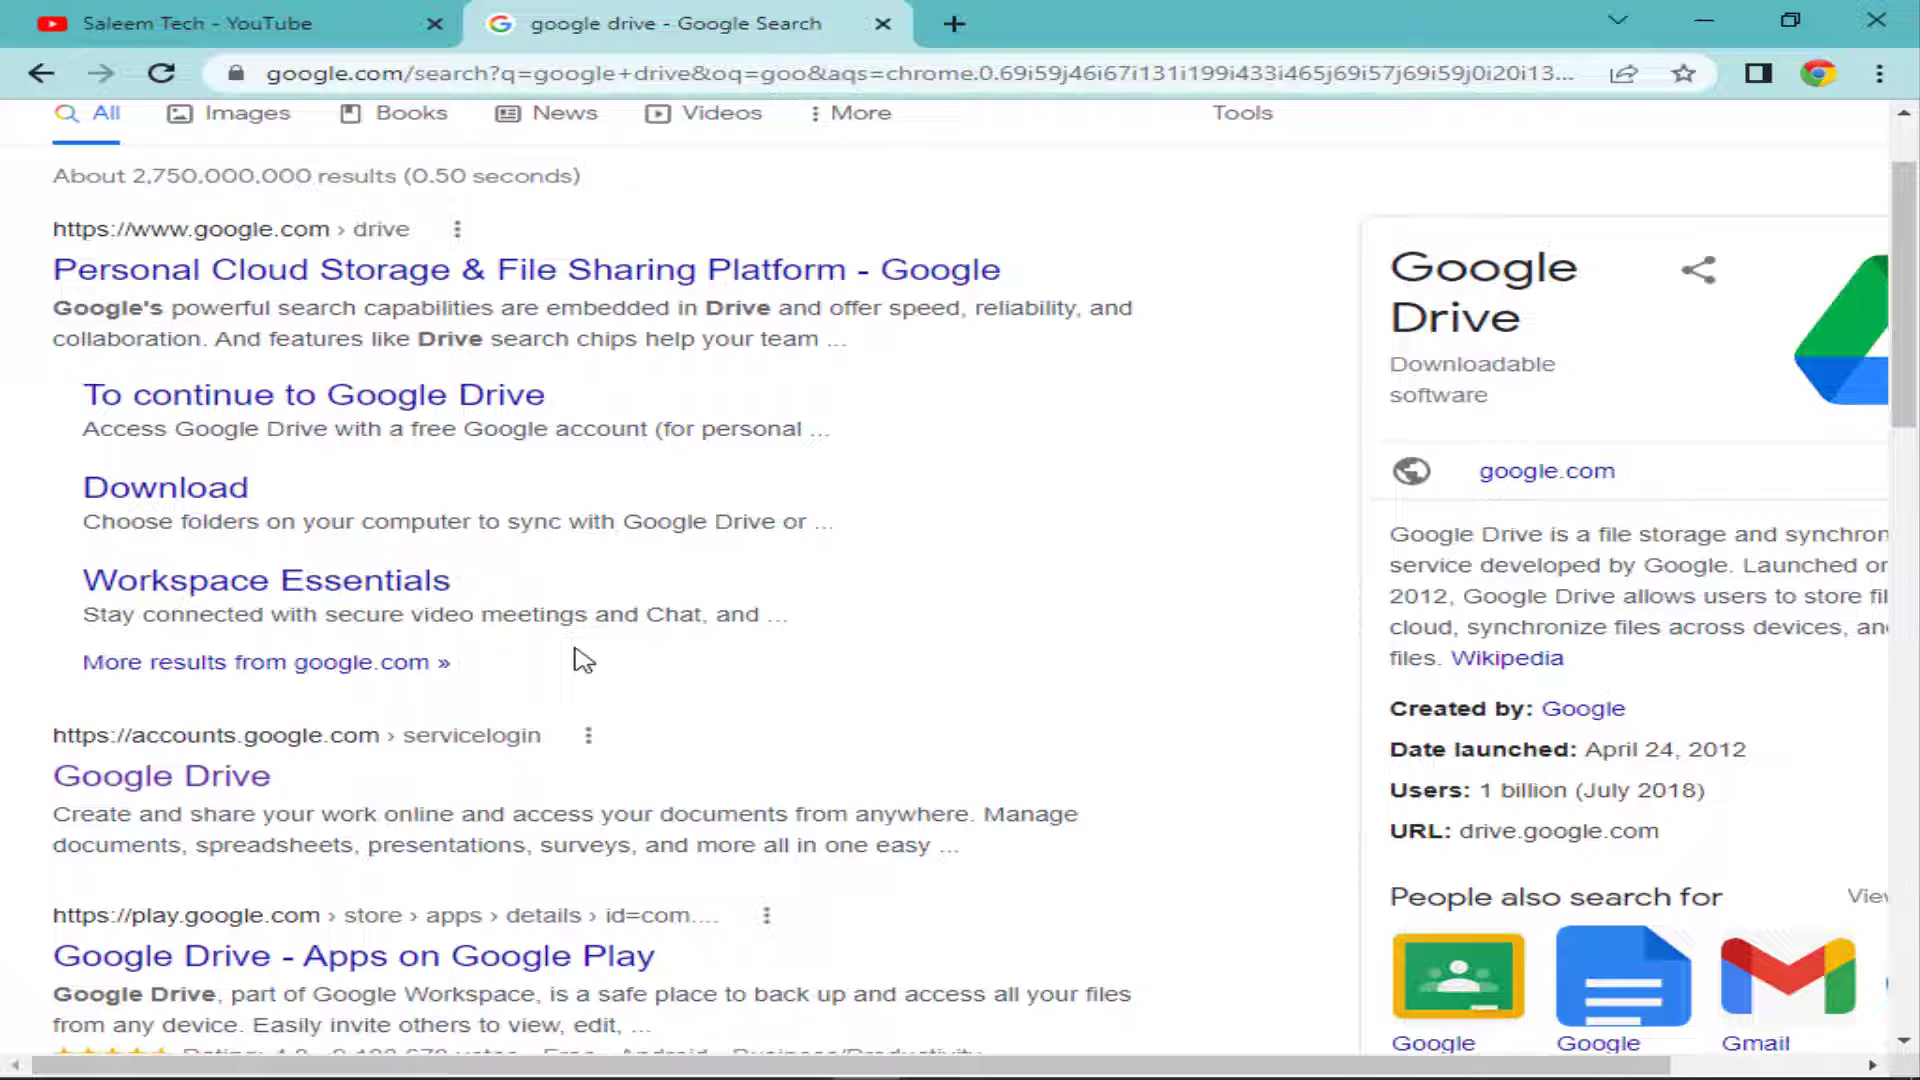 Saleem Tech - YouTube
google drive - Google Search
google.com/search?q=google+drive&oq=goo&aqs=chrome.0.69i59j46i67i131i199i433i465j69i57j69i59j0i20i13...
All
Images
Books
News
Videos
More
Tools
About 2,750,000,000 results (0.50 seconds)
https://www.google.com › drive
Personal Cloud Storage & File Sharing Platform - Google
Google's powerful search capabilities are embedded in Drive and offer speed, reliability, and
collaboration. And features like Drive search chips help your team ...
To continue to Google Drive
Access Google Drive with a free Google account (for personal ...
Download
Choose folders on your computer to sync with Google Drive or ...
Workspace Essentials
Stay connected with secure video meetings and Chat, and ...
More results from google.com »
https://accounts.google.com › servicelogin
Google Drive
Create and share your work online and access your documents from anywhere. Manage
documents, spreadsheets, presentations, surveys, and more all in one easy ...
https://play.google.com › store › apps › details › id=com....
Google Drive - Apps on Google Play
Google Drive, part of Google Workspace, is a safe place to back up and access all your files
from any device. Easily invite others to view, edit, ...
Google
Drive
Downloadable
software
google.com
Google Drive is a file storage and synchron
service developed by Google. Launched or
2012, Google Drive allows users to store fil
cloud, synchronize files across devices, an
files. Wikipedia
Created by: Google
Date launched: April 24, 2012
Users: 1 billion (July 2018)
URL: drive.google.com
People also search for
View
Google
Google
Gmail